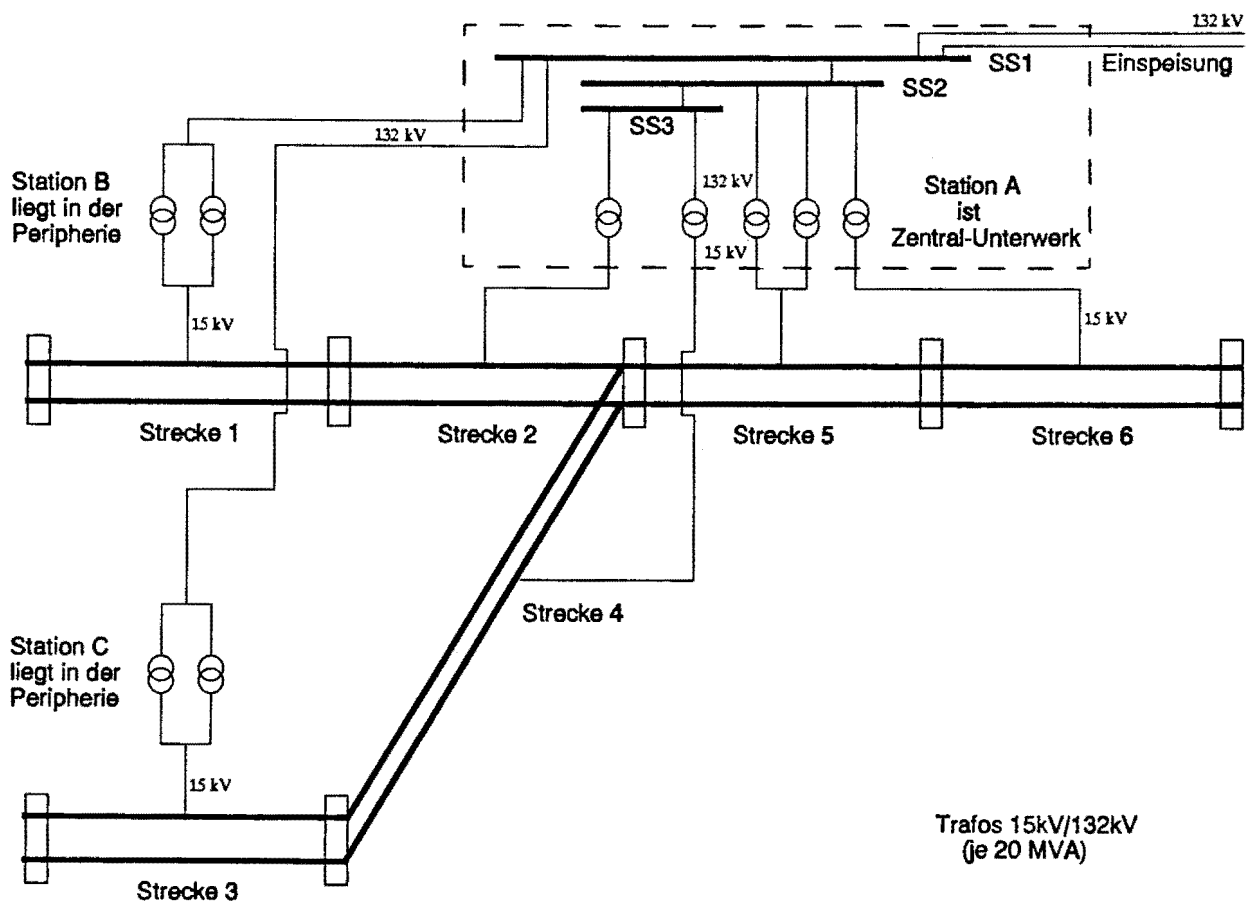 132 kV
SS1
Einspeisung
SS2
SS3
132 kV
Station B
liegt in der
Peripherie
132 kV
Station A
ist
Zentral-Unterwerk
15 kV
15 kV
15 kV
Strecke 1
Strecke 2
Strecke 5
Strecke 6
Strecke 4
Station C
liegt in der
Peripherie
15 kV
Trafos 15kV/132kV
(je 20 MVA)
Strecke 3